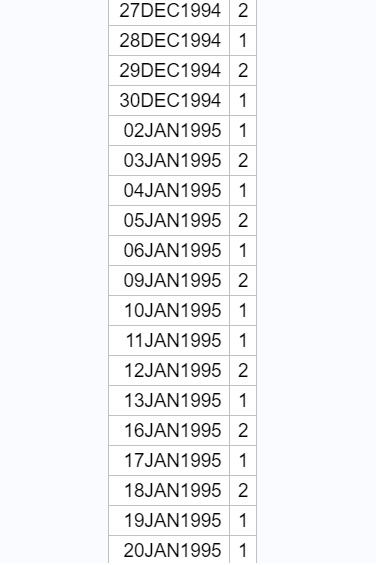 27DEC1994 2
28DEC1994 1
29DEC1994 2
30DEC1994 1
02JAN1995 1
03JAN1995 2
04JAN1995 1
05JAN1995 2
06JAN1995 1
09JAN1995 2
10JAN1995 1
11JAN1995 1
12JAN1995 2
13JAN1995 1
16JAN1995 2
17JAN1995 1
18JAN1995 2
19JAN1995 1
20JAN1995 1